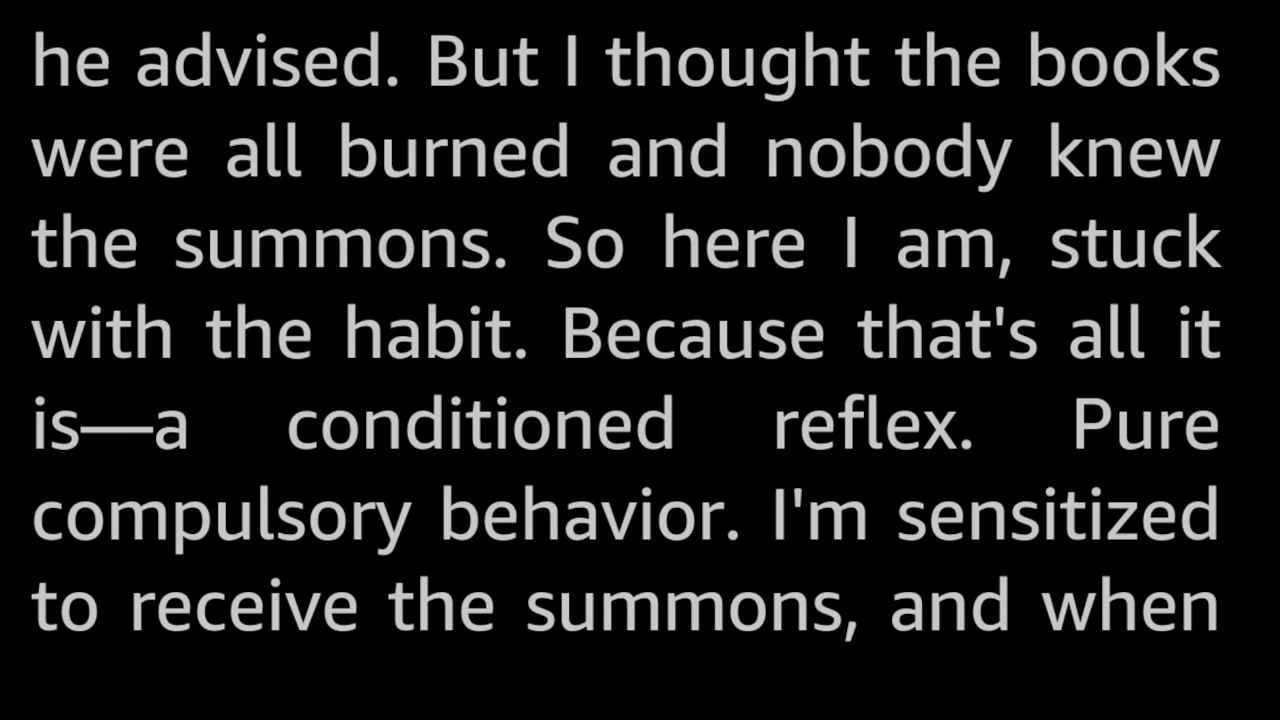 he advised. But I thought the books
were all burned and nobody knew
the summons. So here I am, stuck
with the habit. Because that's all it
is—a conditioned reflex. Pure
compulsory behavior. I'm sensitized
to receive the summons, and when